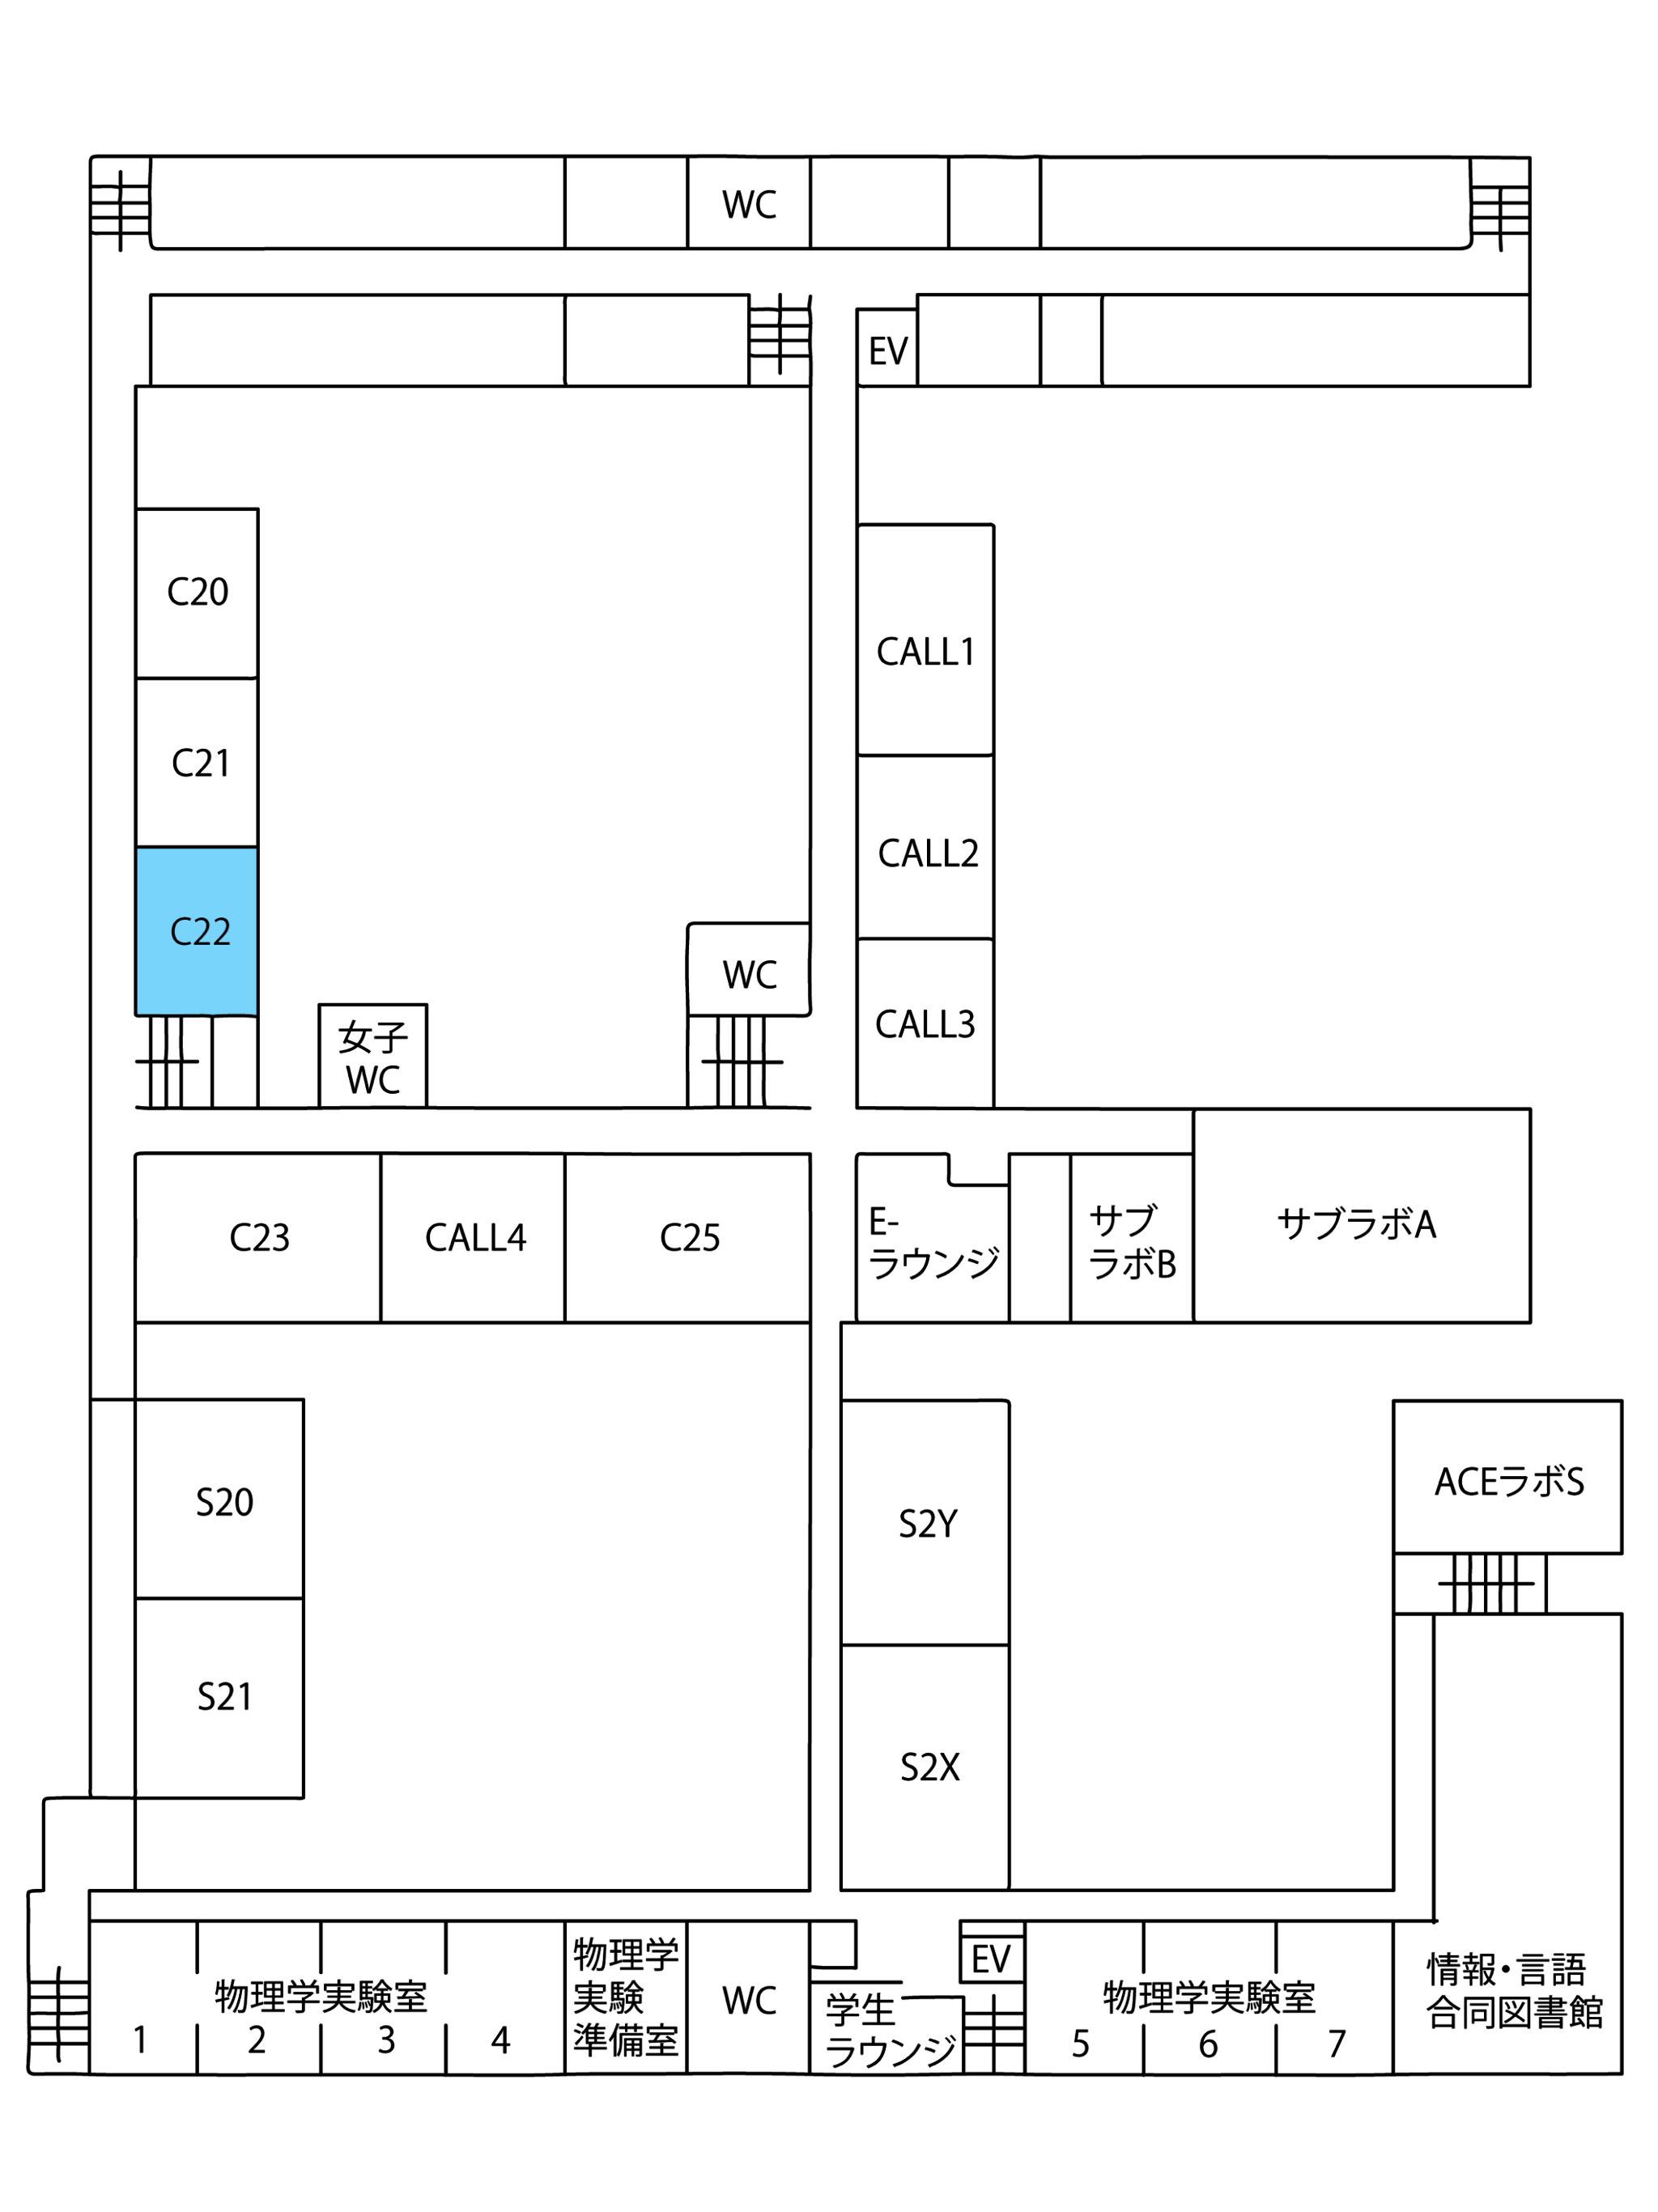 WC
EV
C20
CALL1
C21
CALL2
C22
WC
CALL3
女子
WC
C23
CALL4
C25
E-
ラウンジ
サブ
ラボB
サブラボA
S20
S2Y
ACEラボS
S21
S2X
物理学実験室
1
2
3
4
物理学
実験
準備室
WC
学生
ラウンジ
EV
物理学実験室
5
6
7
情報・言語
合同図書館